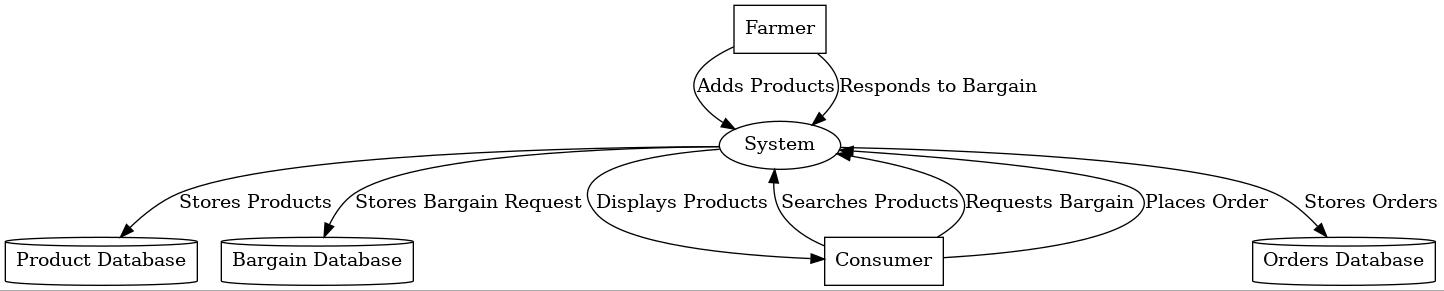 Farmer
Adds Products
Responds to Bargain
System
Stores Products
Stores Bargain Request
Displays Products
Searches Products
Requests Bargain
Places Order
Stores Orders
Product Database
Bargain Database
Consumer
Orders Database